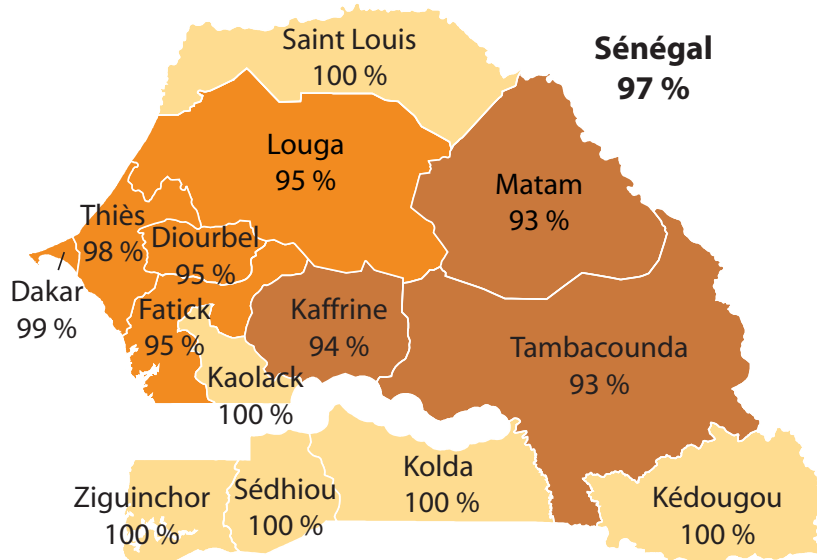 Saint Louis
100 %
Sénégal
97 %
Louga
95 %
Matam
93 %
Thiès
98 %
Diourbel
95 %
Dakar
99 %
Fatick
95 %
Kaffrine
94 %
Tambacounda
93 %
Kaolack
100 %
Ziguinchor
100 %
Sédhiou
100 %
Kolda
100 %
Kédougou
100 %